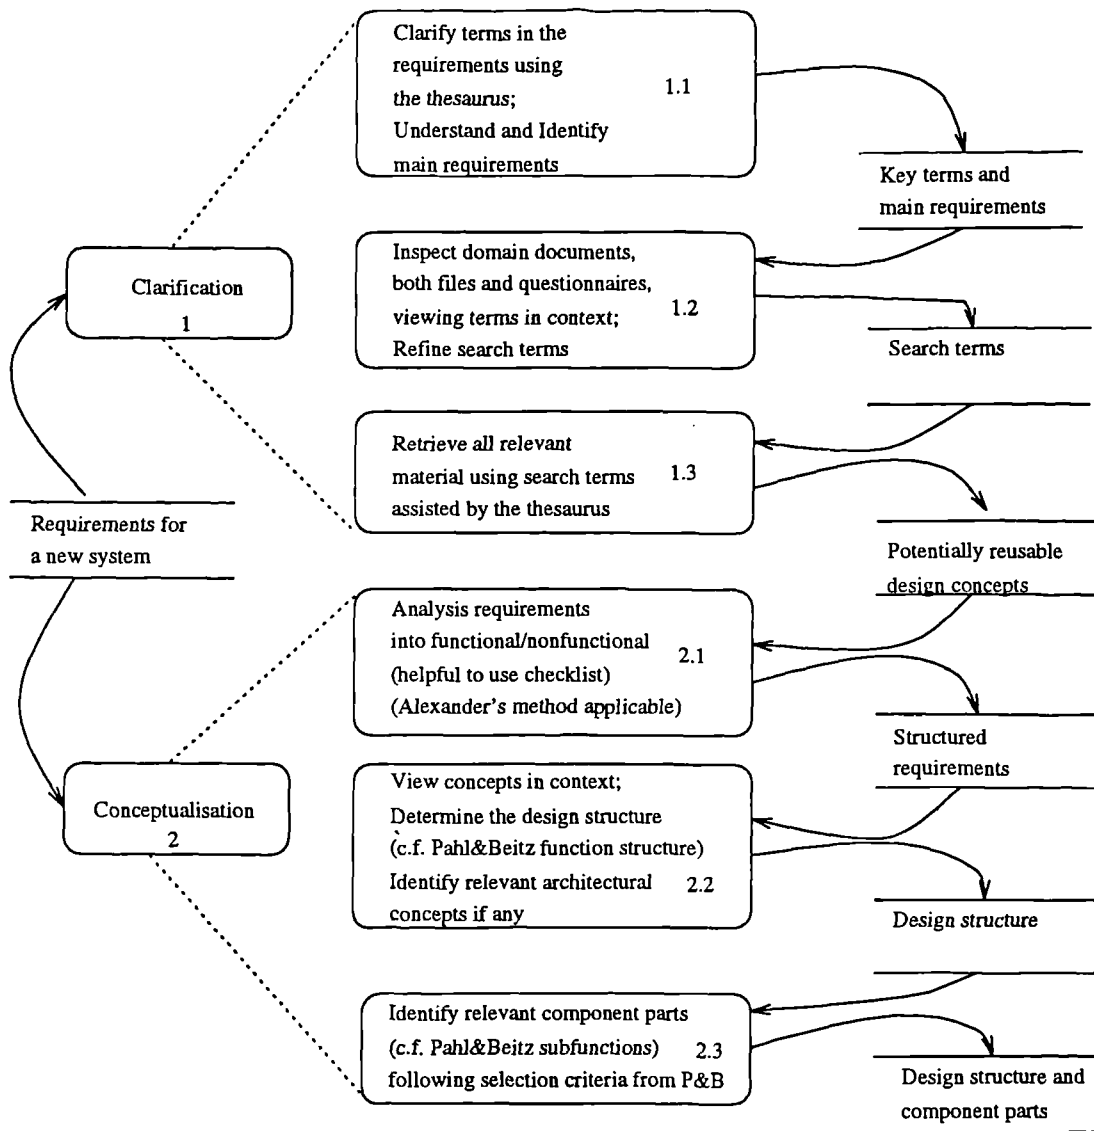 Clarify terms in the
requirements using
the thesaurus;
Understand and Identify
main requirements
1.1
Key terms and
main requirements
Clarification
1
Inspect domain documents,
both files and questionnaires,
viewing terms in context;
Refine search terms
1.2
Search terms
Retrieve all relevant
material using search terms
assisted by the thesaurus
1.3
Requirements for
a new system
Potentially reusable
design concepts
Analysis requirements
into functional/nonfunctional
(helpful to use checklist)
(Alexander's method applicable)
2.1
Structured
requirements
Conceptualisation
2
View concepts in context;
Determine the design structure
(c.f. Pahl&Beitz function structure)
Identify relevant architectural
concepts if any
2.2
Design structure
Identify relevant component parts
(c.f. Pahl&Beitz subfunctions)
following selection criteria from P&B
2.3
Design structure and
component parts